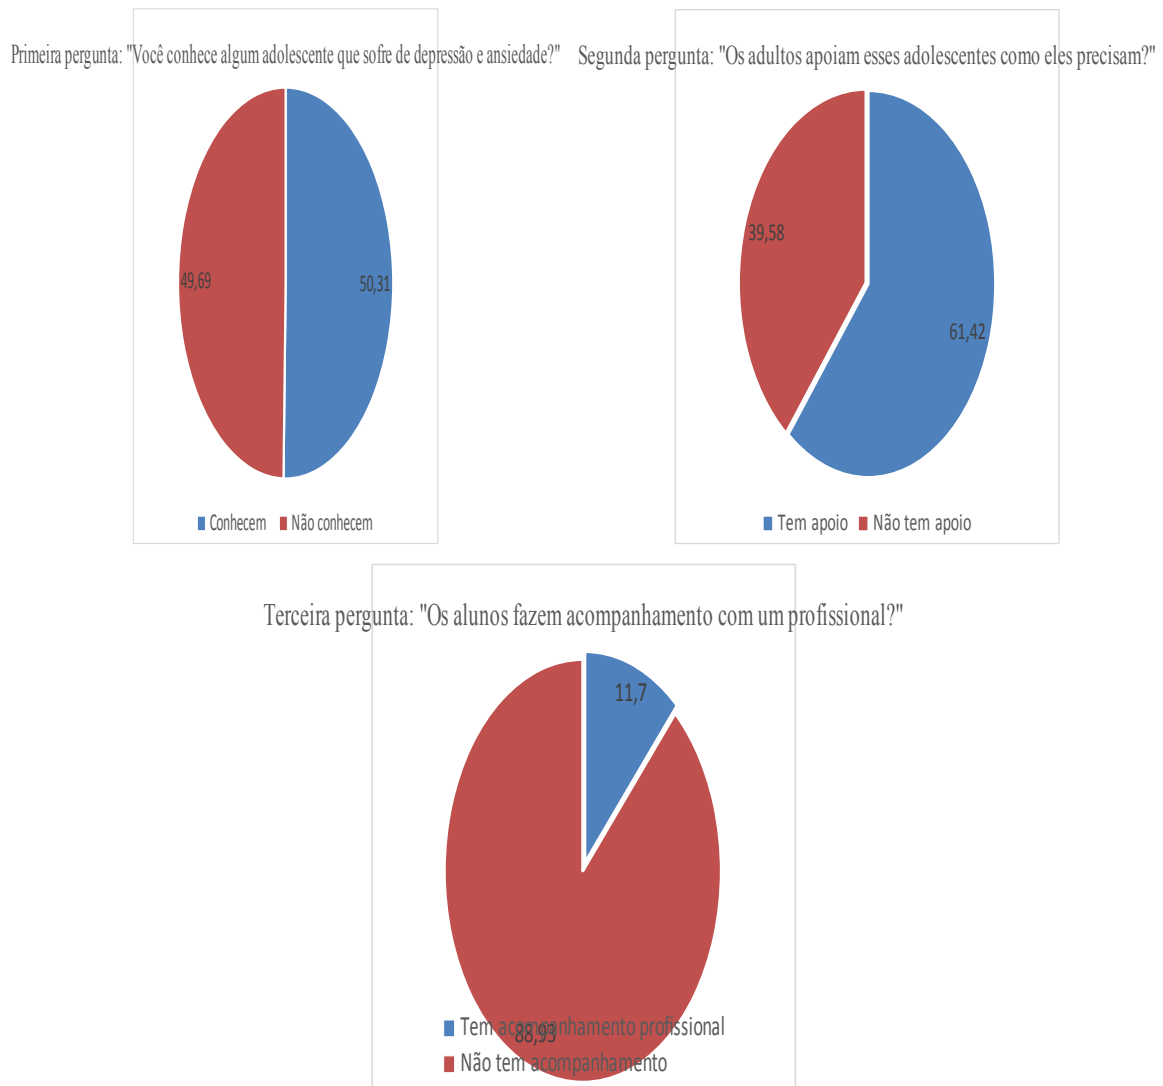 Primeira pergunta: "Você conhece algum adolescente que sofre de depressão e ansiedade?"
49,69
50,31
Conhecem Não conhecem
Segunda pergunta: "Os adultos apoiam esses adolescentes como eles precisam?"
39,58
61,42
Tem apoio Não tem apoio
Terceira pergunta: "Os alunos fazem acompanhamento com um profissional?"
11,7
88,93
Tem acompanhamento profissional
Não tem acompanhamento